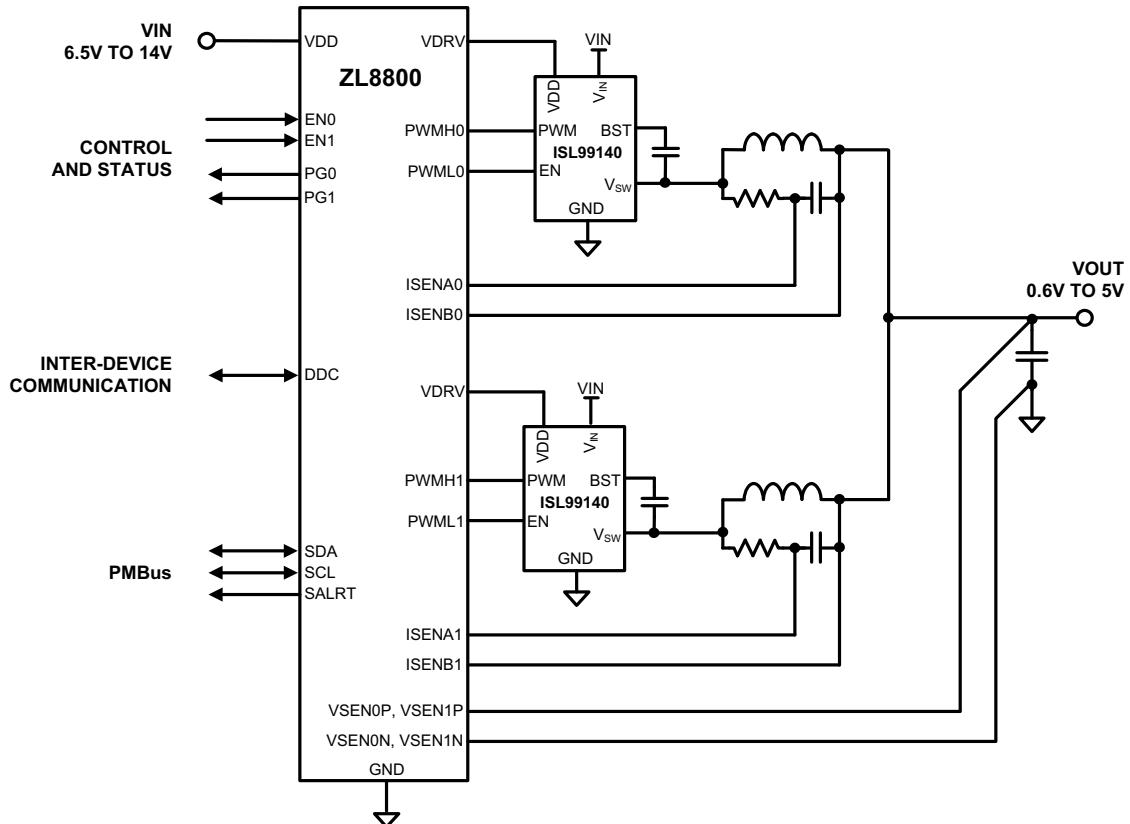 VIN
6.5V TO 14V
VDD
VDRV
ZL8800
VIN
VDD
VIN
EN0
EN1
CONTROL
AND STATUS
PG0
PG1
PWMH0
PWML0
PWM
BST
ISL99140
EN
VSW
GND
ISENA0
ISENB0
VOUT
0.6V TO 5V
INTER-DEVICE
COMMUNICATION
DDC
VDRV
VIN
VDD
VIN
PWMH1
PWML1
PWM
BST
ISL99140
EN
VSW
GND
PMBus
SDA
SCL
SALRT
ISENA1
ISENB1
VSEN0P, VSEN1P
VSEN0N, VSEN1N
GND